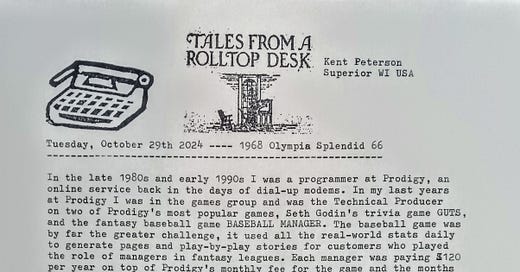 TALES FROM A
ROLLTOP DESK
Kent Peterson
Superior WI USA
Tuesday, October 29th 2024 ---- 1968 Olympia Splendid 66
In the late 1980s and early 1990s I was a programmer at Prodigy, an
online service back in the days of dial-up modems. In my last years
at Prodigy I was in the games group and was the Technical Producer
on two of Prodigy's most popular games, Seth Godin's trivia game GUTS,
and the fantasy baseball game BASEBALL MANAGER. The baseball game was
by far the greater challenge, it used all the real-world stats daily
to generate pages and play-by-play stories for customers who played
the role of managers in fantasy leagues. Each manager was paying $120
per year on top of Prodigy's monthly fee for the game and the months